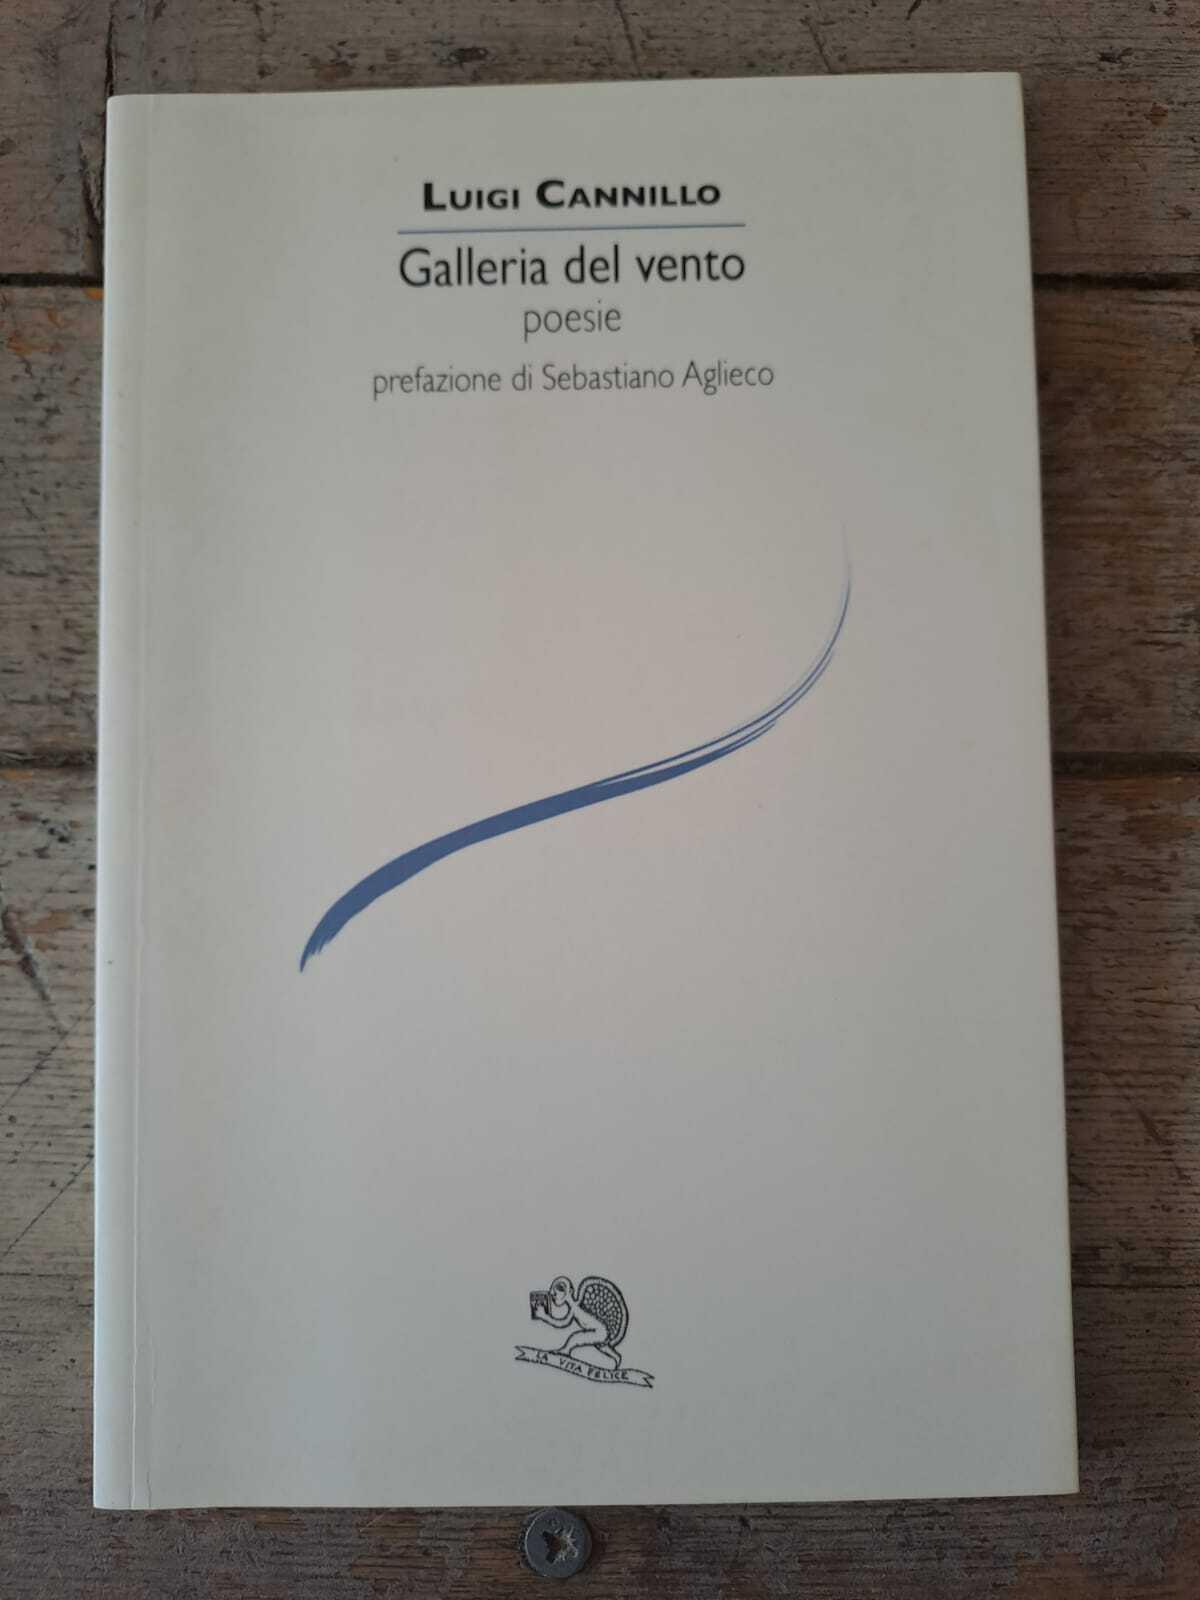 LUIGI CANNILLO
Galleria del vento
poesie
prefazione di Sebastiano Aglieco
LA VITA FELICE